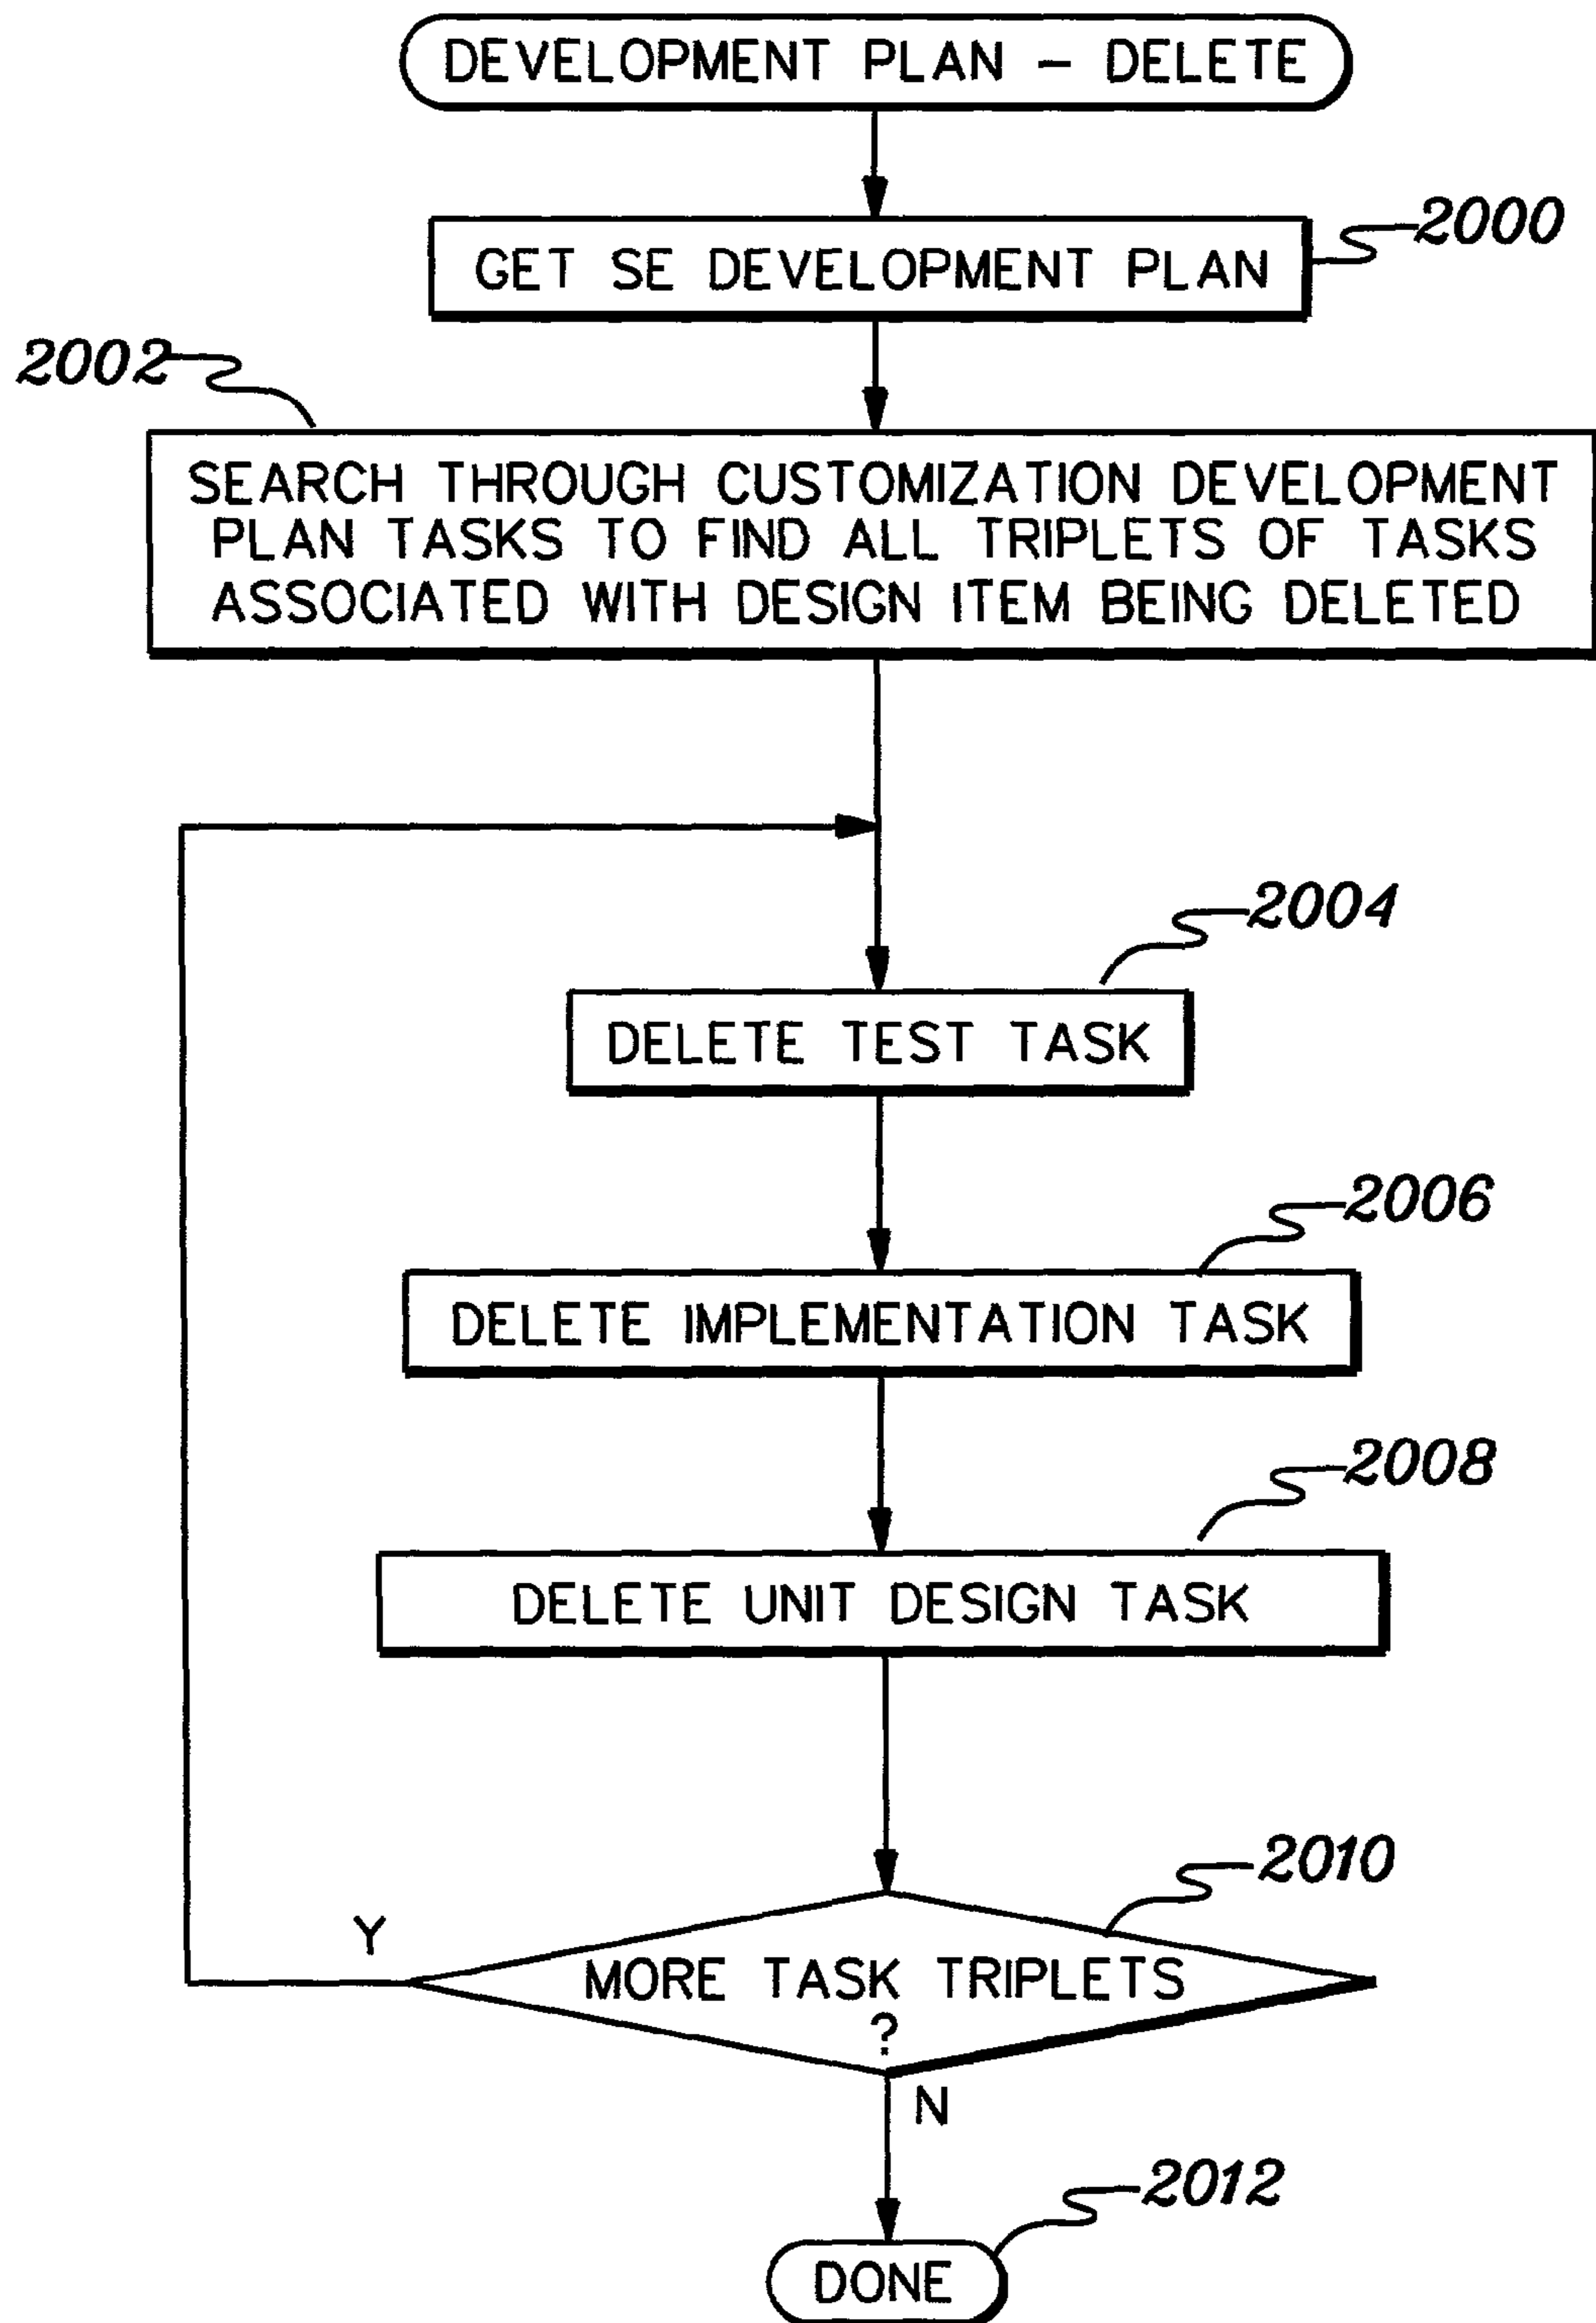 DEVELOPMENT PLAN - DELETE
2000
GET SE DEVELOPMENT PLAN
2002
SEARCH THROUGH CUSTOMIZATION DEVELOPMENT
PLAN TASKS TO FIND ALL TRIPLETS OF TASKS
ASSOCIATED WITH DESIGN ITEM BEING DELETED
2004
DELETE TEST TASK
2006
DELETE IMPLEMENTATION TASK
2008
DELETE UNIT DESIGN TASK
2010
Y
MORE TASK TRIPLETS
?
N
2012
DONE